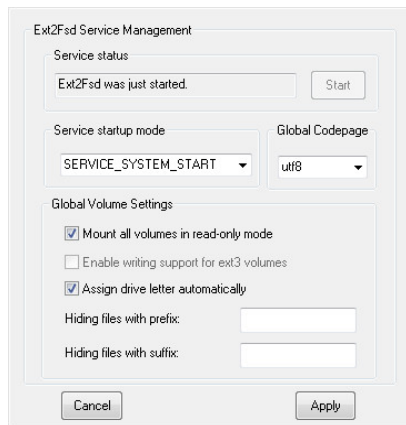 Ext2Fsd Service Management
Service status
Ext2Fsd was just started.
Start
Service startup mode
Global Codepage
SERVICE_SYSTEM_START
utf8
Global Volume Settings
Mount all volumes in read-only mode
Enable writing support for ext3 volumes
Assign drive letter automatically
Hiding files with prefix:
Hiding files with suffix:
Cancel
Apply